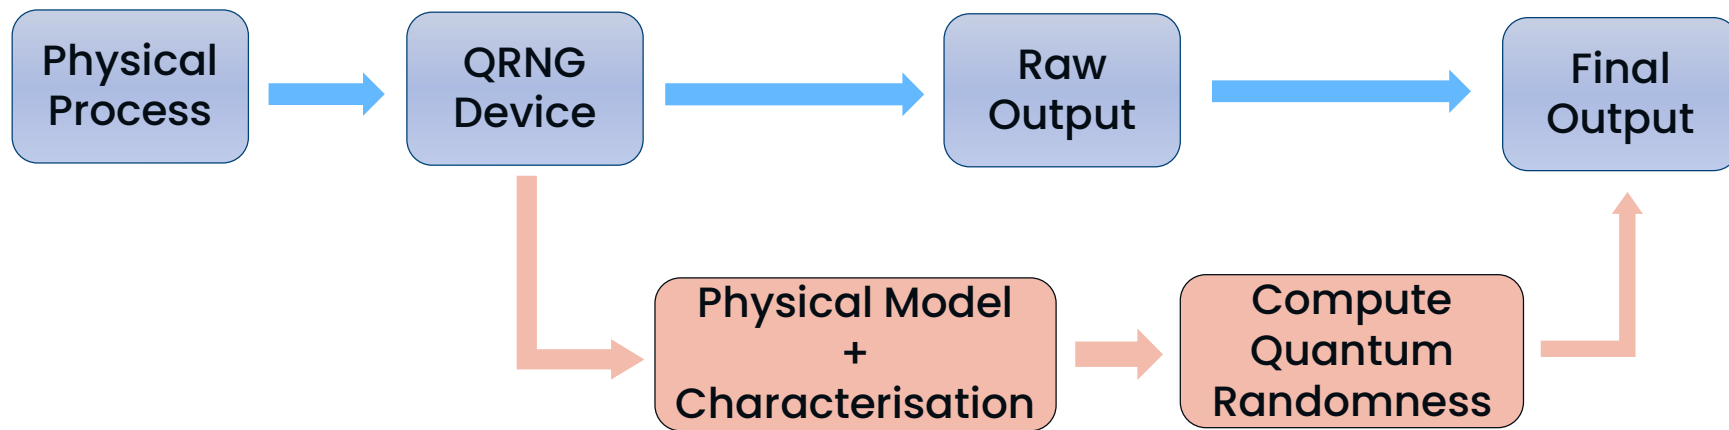 Physical
Process
QRNG
Device
Raw
Output
Final
Output
Physical Model
+
Characterisation
Compute
Quantum
Randomness